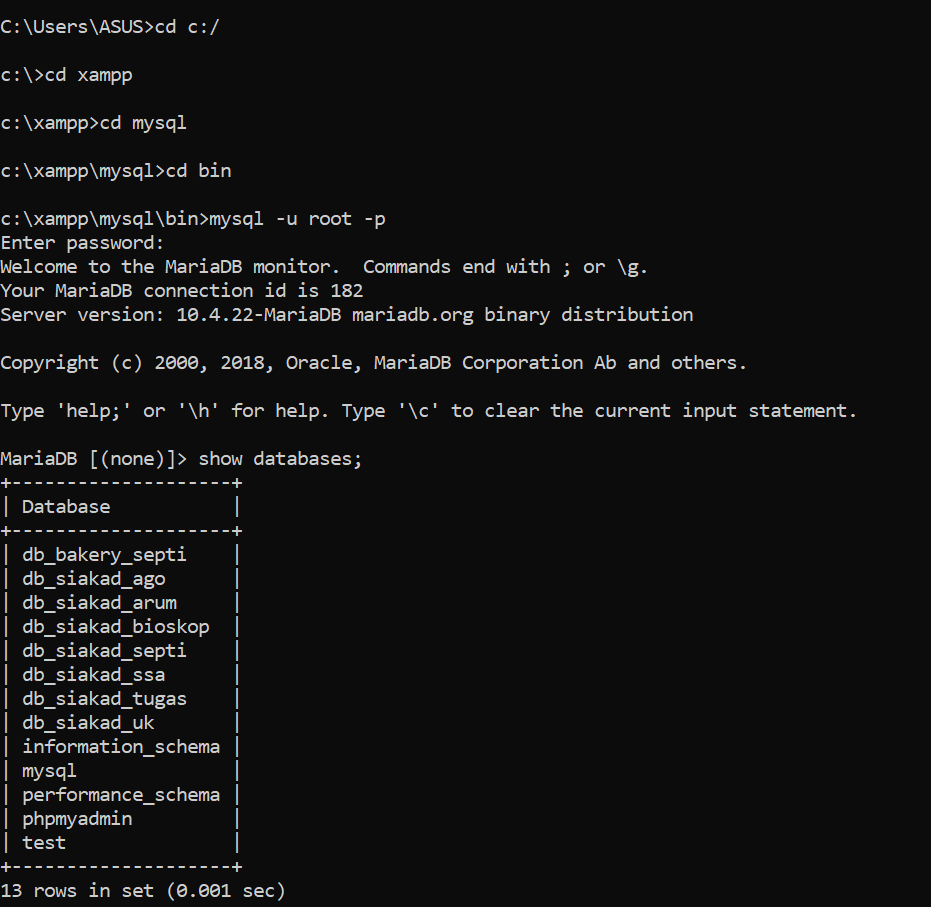 C:\Users\ASUS>cd c:/
c:\>cd xampp
c:\xampp>cd mysql
c:\xampp\mysql>cd bin
c:\xampp\mysql\bin>mysql -u root -p
Enter password:
Welcome to the MariaDB monitor.  Commands end with ; or \g.
Your MariaDB connection id is 182
Server version: 10.4.22-MariaDB mariadb.org binary distribution
Copyright (c) 2000, 2018, Oracle, MariaDB Corporation Ab and others.
Type 'help;' or '\h' for help. Type '\c' to clear the current input statement.
MariaDB [(none)]> show databases;
+--------------------+
| Database           |
+--------------------+
| db_bakery_septi    |
| db_siakad_ago      |
| db_siakad_arum     |
| db_siakad_bioskop  |
| db_siakad_septi    |
| db_siakad_ssa      |
| db_siakad_tugas    |
| db_siakad_uk       |
| information_schema |
| mysql              |
| performance_schema |
| phpmyadmin         |
| test               |
+--------------------+
13 rows in set (0.001 sec)